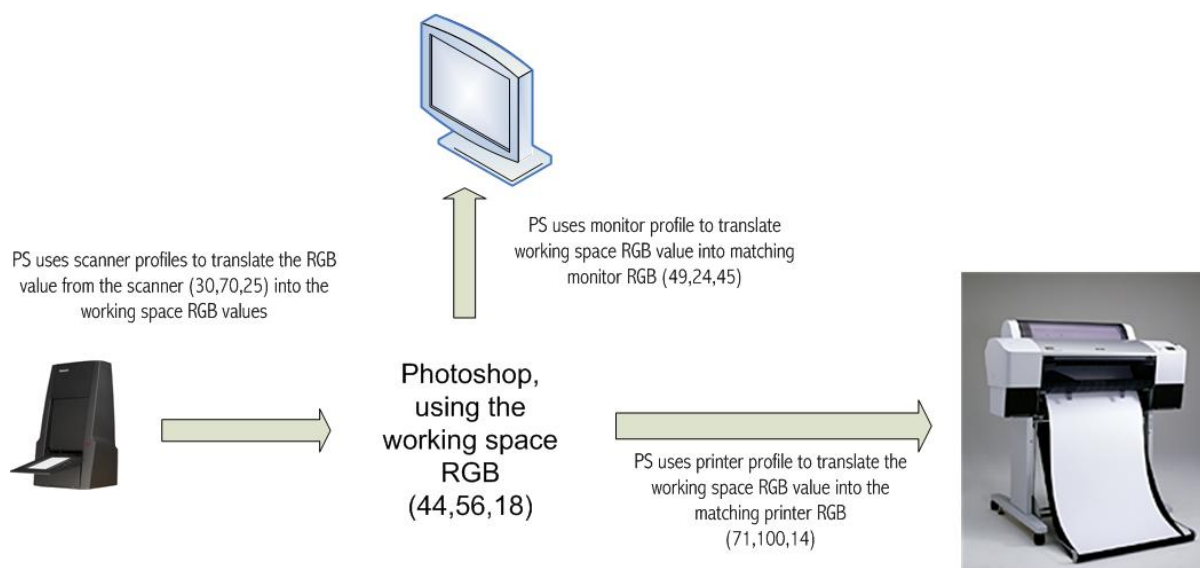 PS uses monitor profile to translate
working space RGB value into matching
monitor RGB (49,24,45)
PS uses scanner profiles to translate the RGB
value from the scanner (30,70,25) into the
working space RGB values
Photoshop,
using the
working space
RGB
(44,56,18)
PS uses printer profile to translate the
working space RGB value into the
matching printer RGB
(71,100,14)